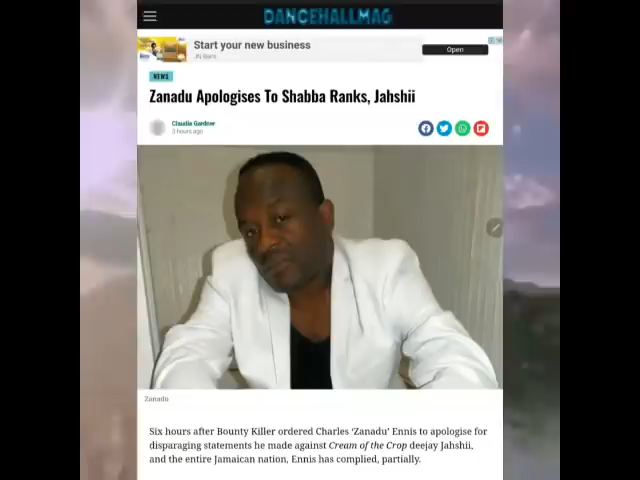 DANCEHALLMAG
Start your new business
JN Bank
Open
NEWS
Zanadu Apologises To Shabba Ranks, Jahshii
Claudia Gardner
3 hours ago
Zanadu
Six hours after Bounty Killer ordered Charles ‘Zanadu’ Ennis to apologise for
disparaging statements he made against Cream of the Crop deejay Jahshii,
and the entire Jamaican nation, Ennis has complied, partially.